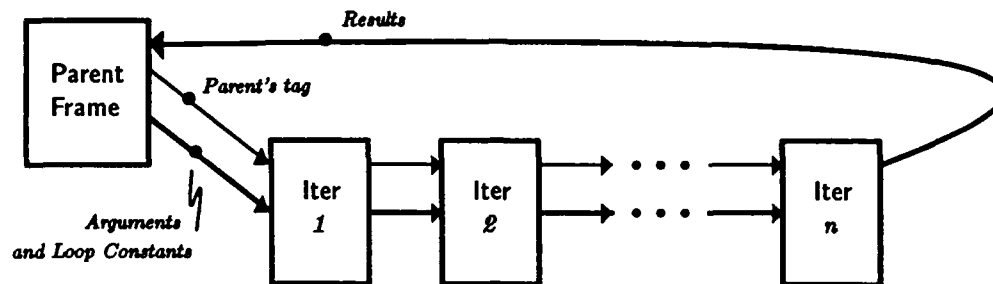 Results
Parent
Frame
Parent's tag
Iter
1
Iter
2
Iter
n
Arguments
and Loop Constants